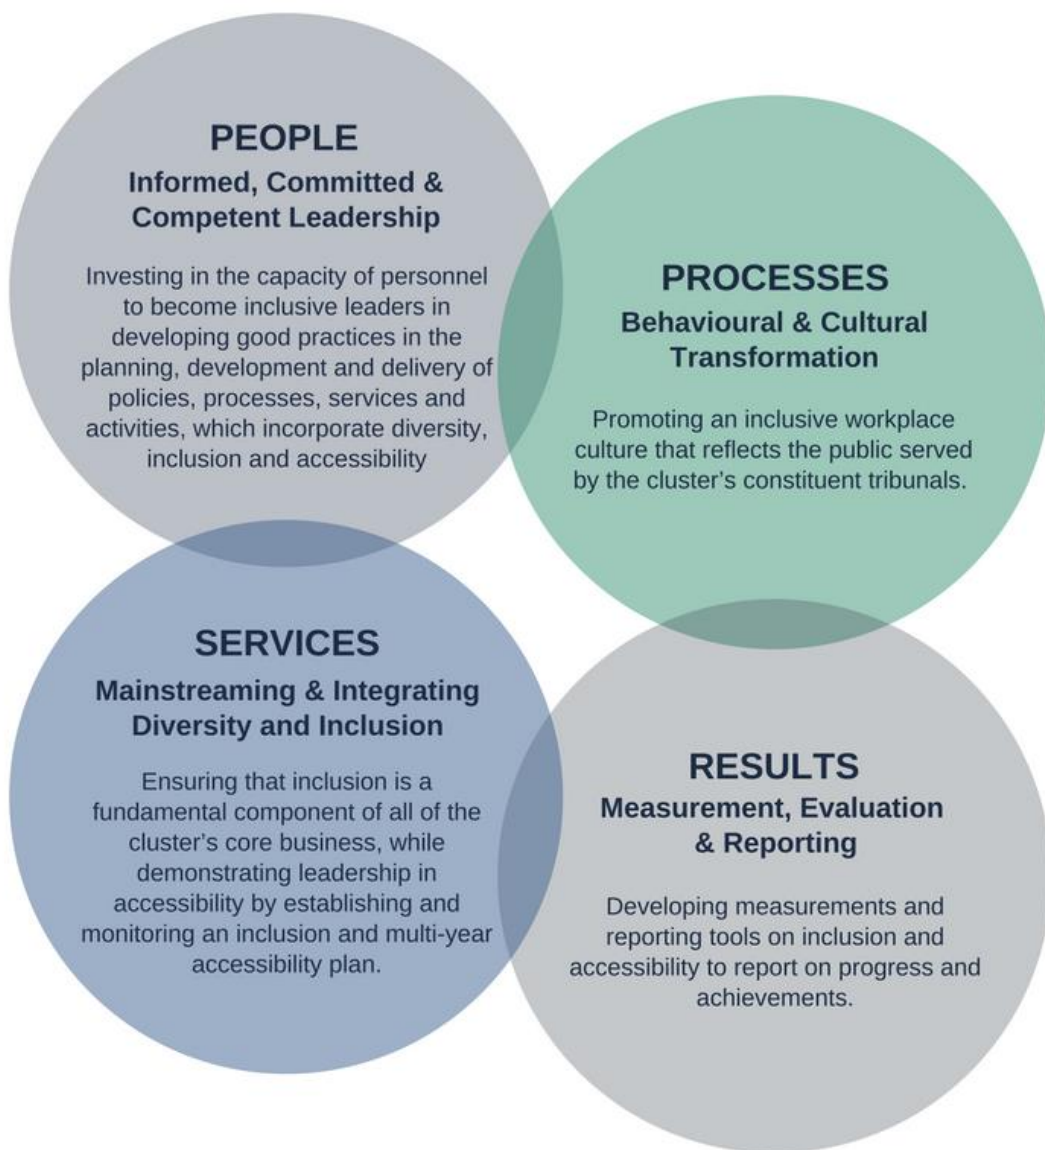 PEOPLE
Informed, Committed &
Competent Leadership
Investing in the capacity of personnel
to become inclusive leaders in
developing good practices in the
planning, development and delivery of
policies, processes, services and
activities, which incorporate diversity,
inclusion and accessibility
PROCESSES
Behavioural & Cultural
Transformation
Promoting an inclusive workplace
culture that reflects the public served
by the cluster’s constituent tribunals.
SERVICES
Mainstreaming & Integrating
Diversity and Inclusion
Ensuring that inclusion is a
fundamental component of all of the
cluster’s core business, while
demonstrating leadership in
accessibility by establishing and
monitoring an inclusion and multi-year
accessibility plan.
RESULTS
Measurement, Evaluation
& Reporting
Developing measurements and
reporting tools on inclusion and
accessibility to report on progress and
achievements.